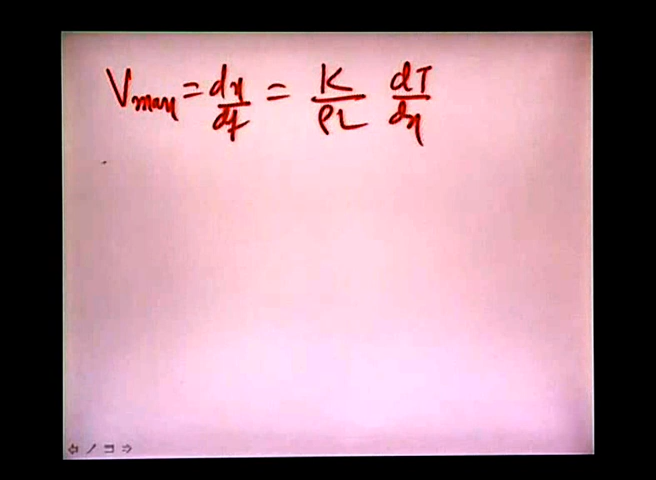 Vmax = dx/dt = K/ρL dT/dx